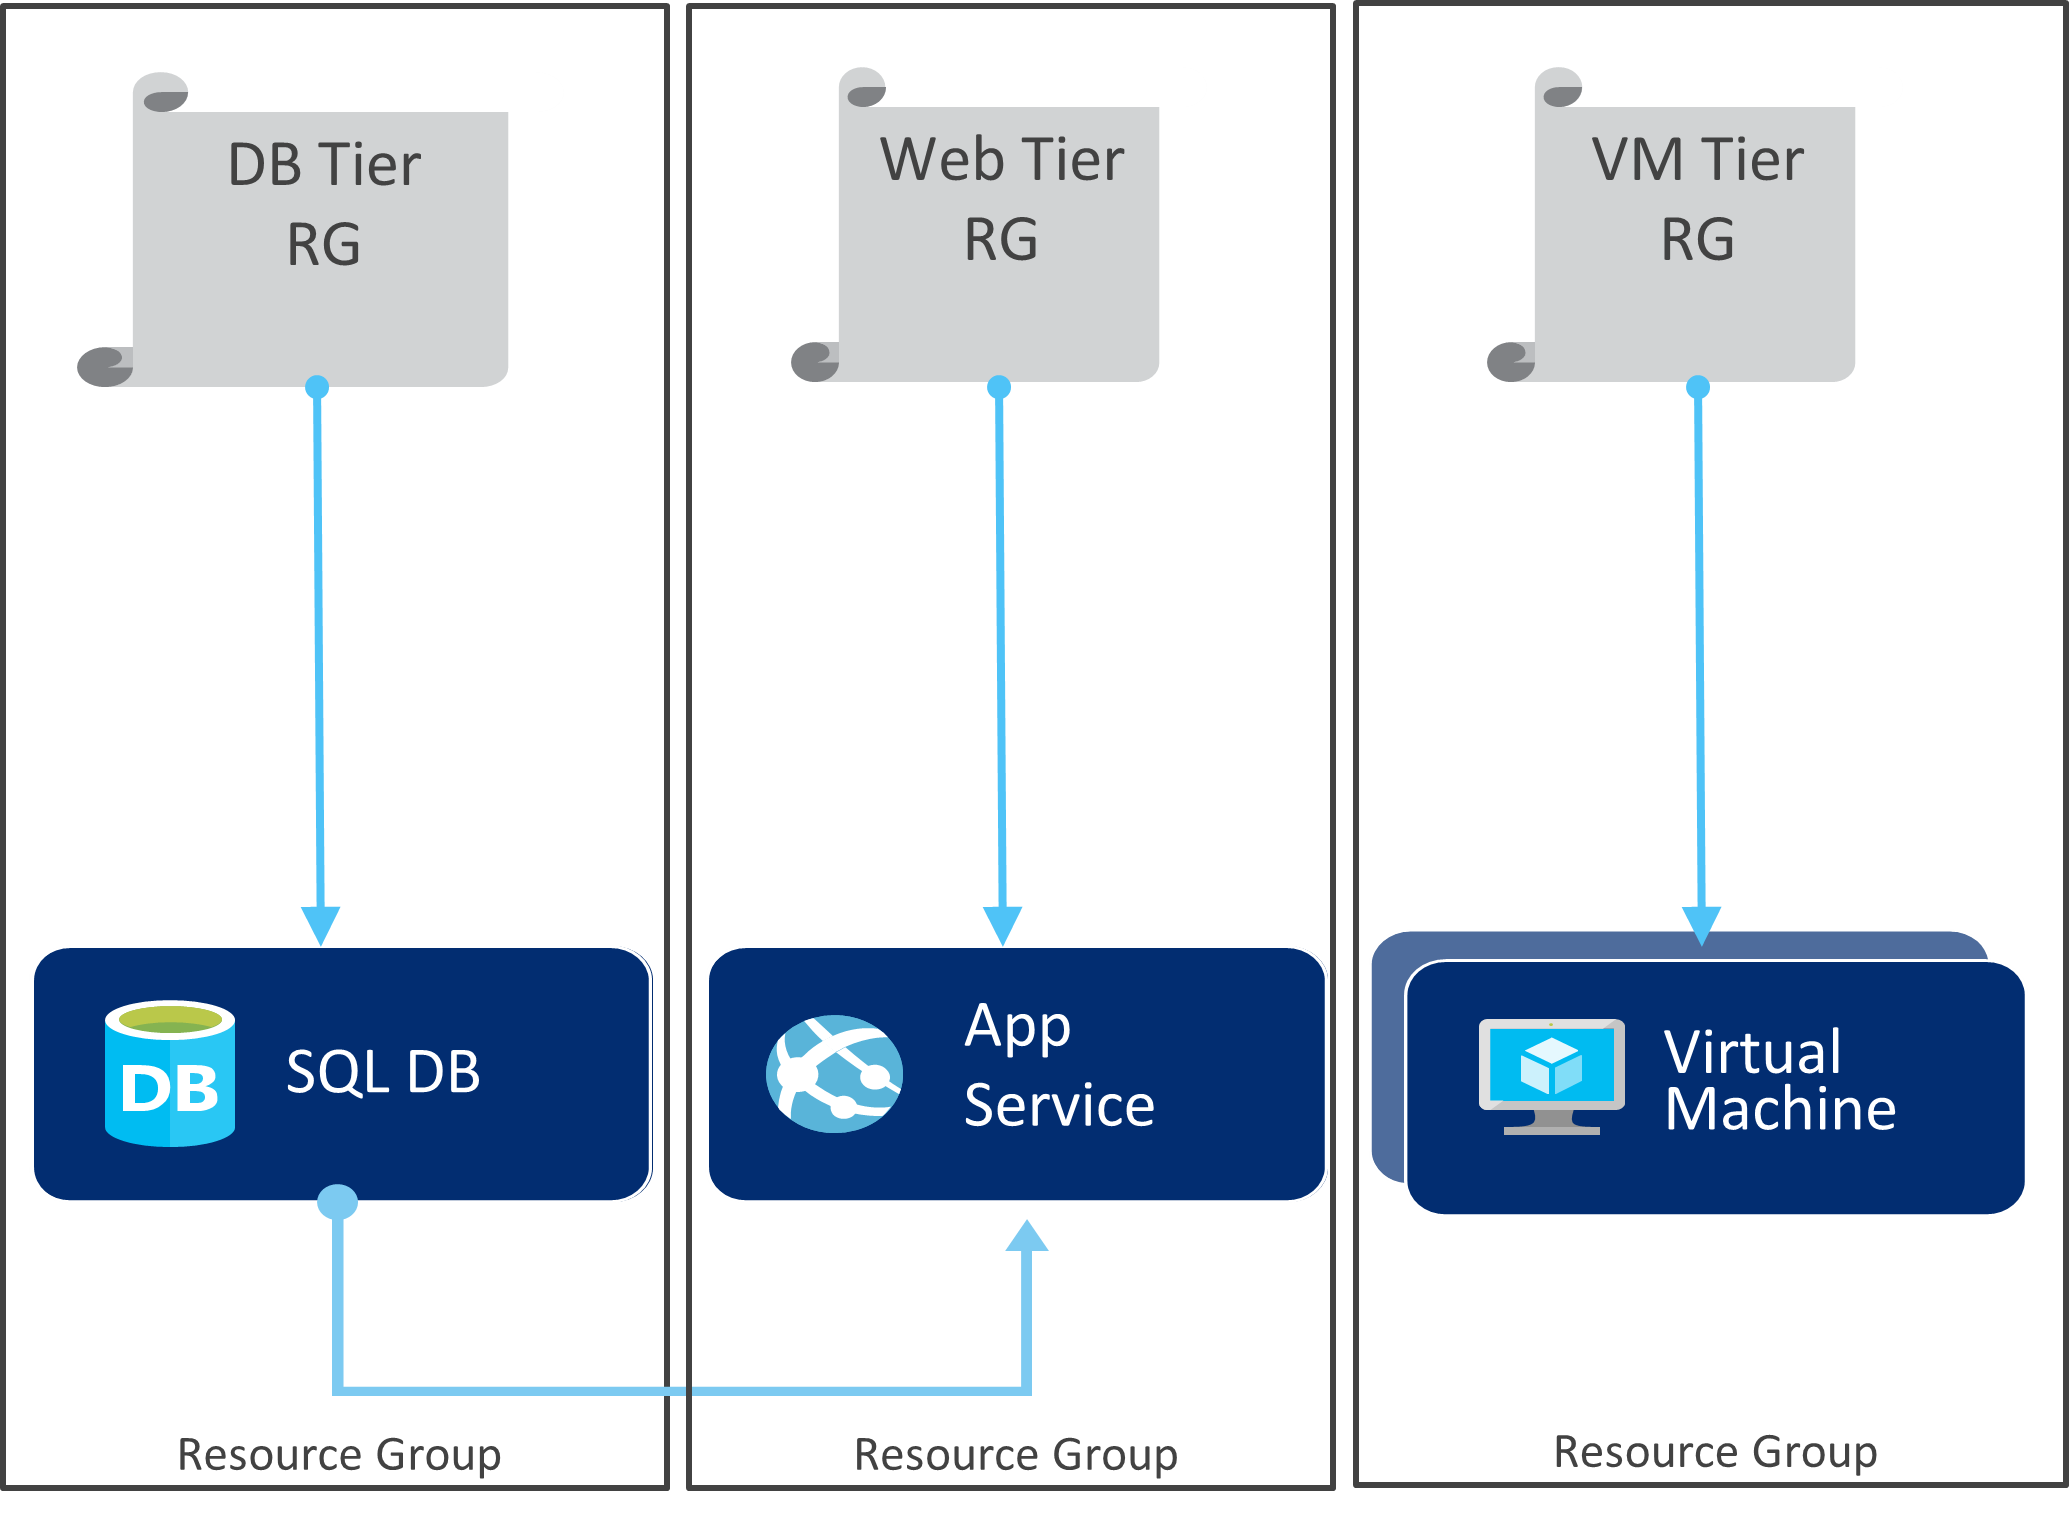 DB Tier
RG
Web Tier
RG
VM Tier
RG
DB
SQL DB
App
Service
Virtual
Machine
Resource Group
Resource Group
Resource Group